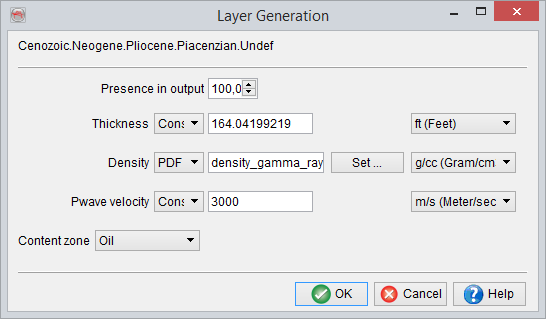 Layer Generation
Cenozoic.Neogene.Pliocene.Piacenzian.Undef
Presence in output 100,0
Thickness Cons 164.04199219 ft (Feet)
Density PDF density_gamma_ray Set ... g/cc (Gram/cm
Pwave velocity Cons 3000 m/s (Meter/sec
Content zone Oil
OK Cancel Help